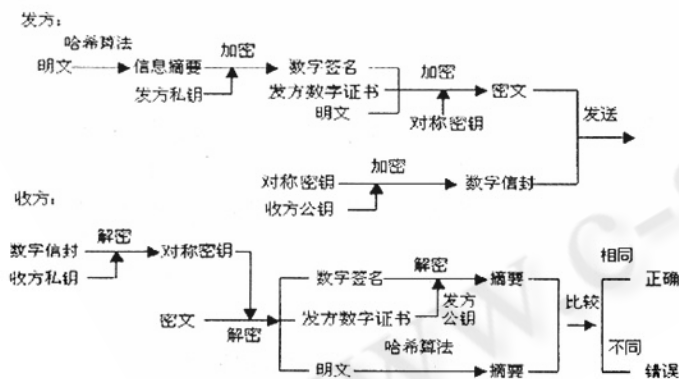 发方：
哈希算法
加密
明文 信息摘要 数字签名
发方私钥 发方数字证书
明文
加密
密文
对称密钥
发送
加密
对称密钥 数字信封
收方公钥
收方：
解密
数字信封 对称密钥
收方私钥
密文
解密
数字签名 解密 摘要
发方数字证书 发方
公钥
哈希算法
明文 摘要
比较
相同
正确
不同
错误